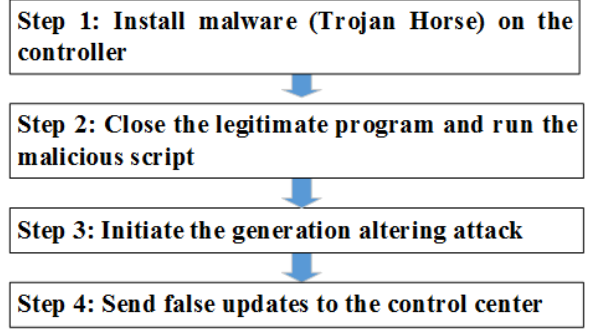 Step 1: Install malware (Trojan Horse) on the
controller
Step 2: Close the legitimate program and run the
malicious script
Step 3: Initiate the generation altering attack
Step 4: Send false updates to the control center